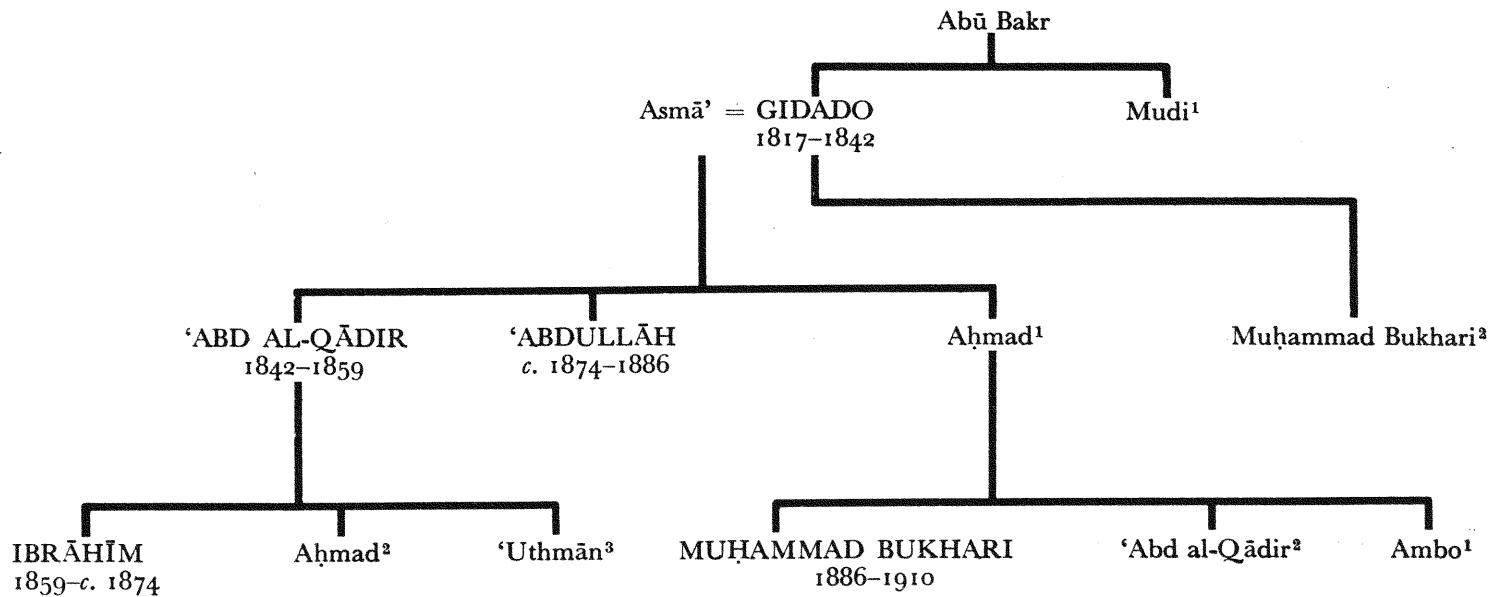 Abū Bakr
Asmā’ = GIDADO
1817–1842
Mudi¹
‘ABD AL-QĀDIR
1842–1859
‘ABDULLĀH
c. 1874–1886
Aḥmad¹
Muḥammad Bukhari²
IBRĀHĪM
1859–c. 1874
Aḥmad²
‘Uthmān³
MUḤAMMAD BUKHARI
1886–1910
‘Abd al-Qādir²
Ambo¹